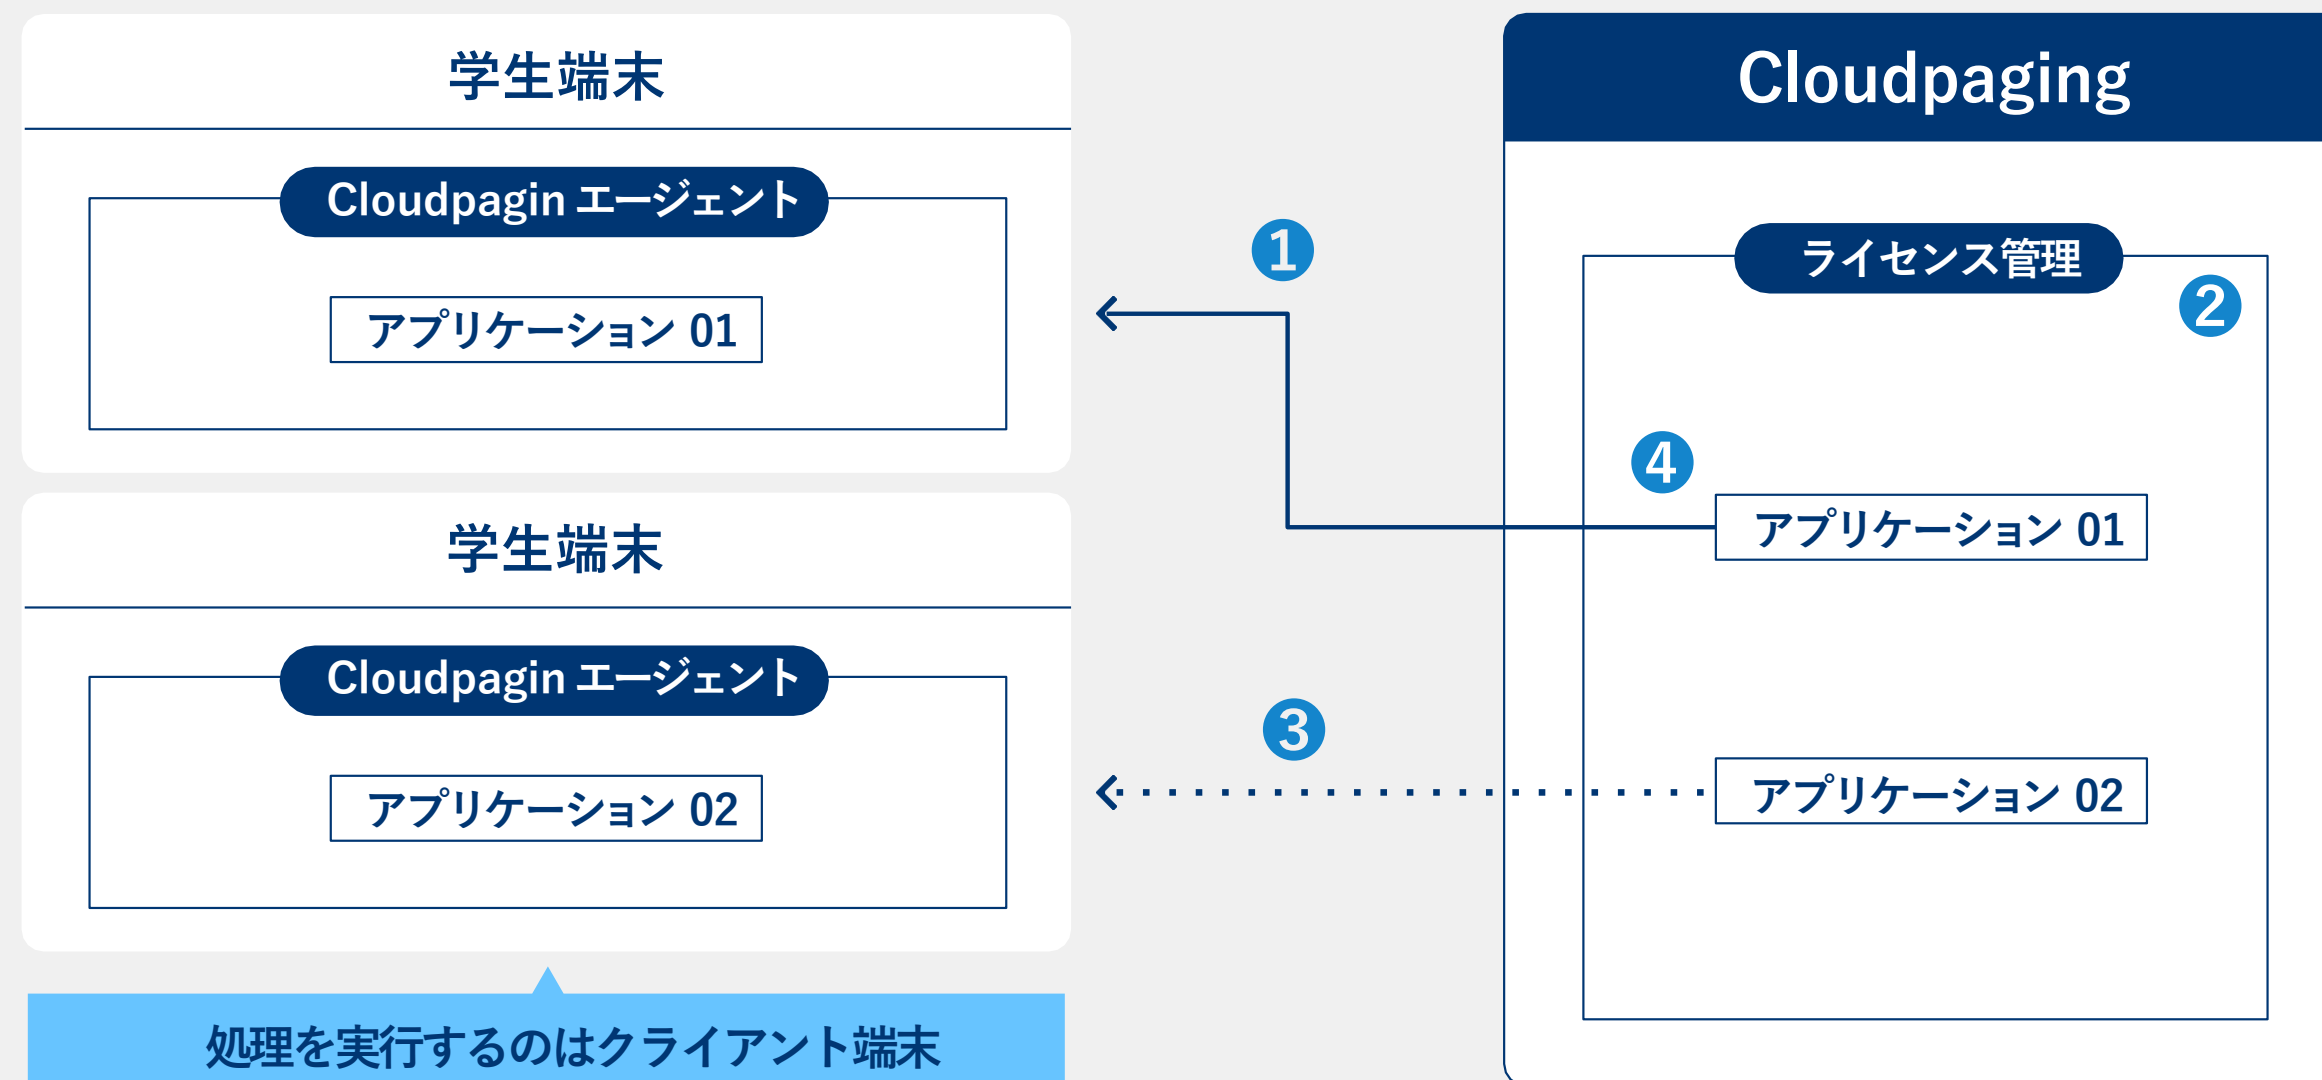 学生端末
Cloudpagin エージェント
アプリケーション 01
学生端末
Cloudpagin エージェント
アプリケーション 02
処理を実行するのはクライアント端末
1
3
Cloudpaging
ライセンス管理
2
4
アプリケーション 01
アプリケーション 02